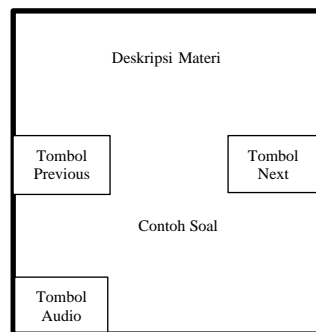 Deskripsi Materi
Tombol
Previous
Tombol
Next
Contoh Soal
Tombol
Audio